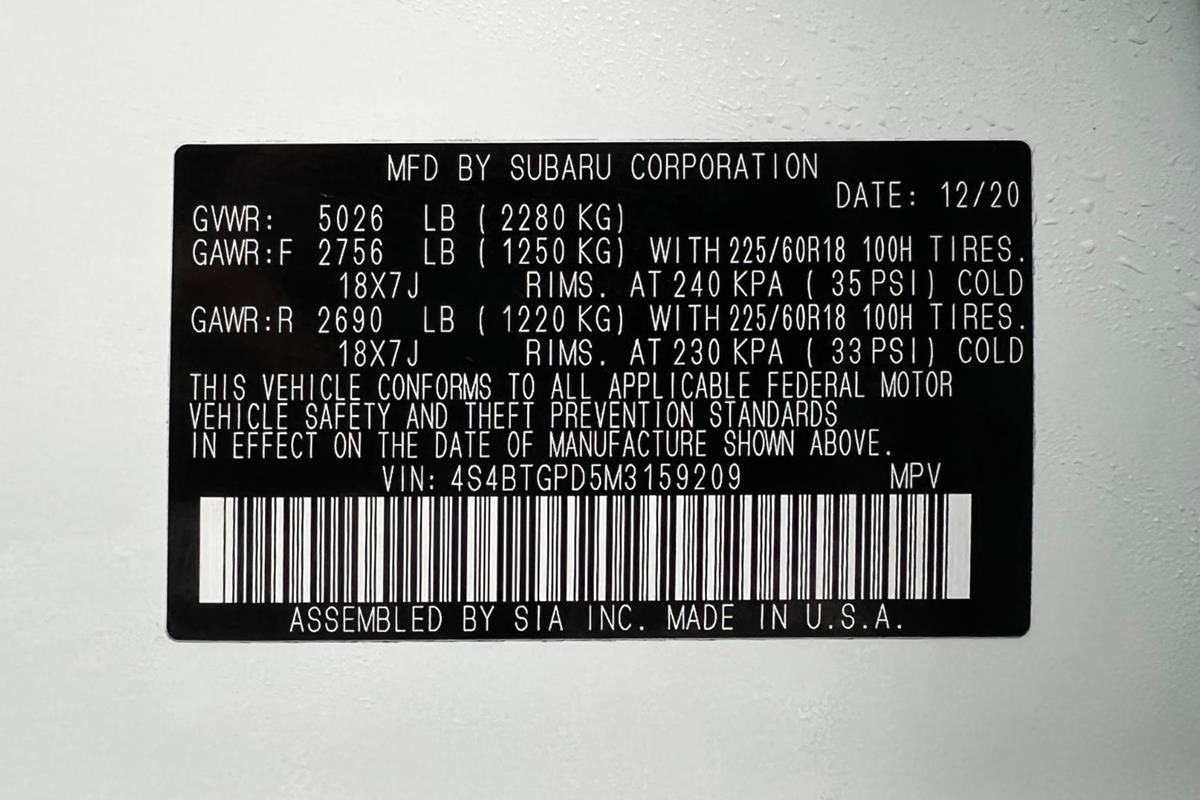 MFD BY SUBARU CORPORATION
DATE: 12/20
GVWR: 5026 LB ( 2280 KG)
GAWR:F 2756 LB ( 1250 KG) WITH 225/60R18 100H TIRES.
18X7J RIMS. AT 240 KPA ( 35 PSI) COLD
GAWR:R 2690 LB ( 1220 KG) WITH 225/60R18 100H TIRES.
18X7J RIMS. AT 230 KPA ( 33 PSI) COLD
THIS VEHICLE CONFORMS TO ALL APPLICABLE FEDERAL MOTOR
VEHICLE SAFETY AND THEFT PREVENTION STANDARDS
IN EFFECT ON THE DATE OF MANUFACTURE SHOWN ABOVE.
VIN: 4S4BTGPD5M3159209 MPV
ASSEMBLED BY SIA INC. MADE IN U.S.A.